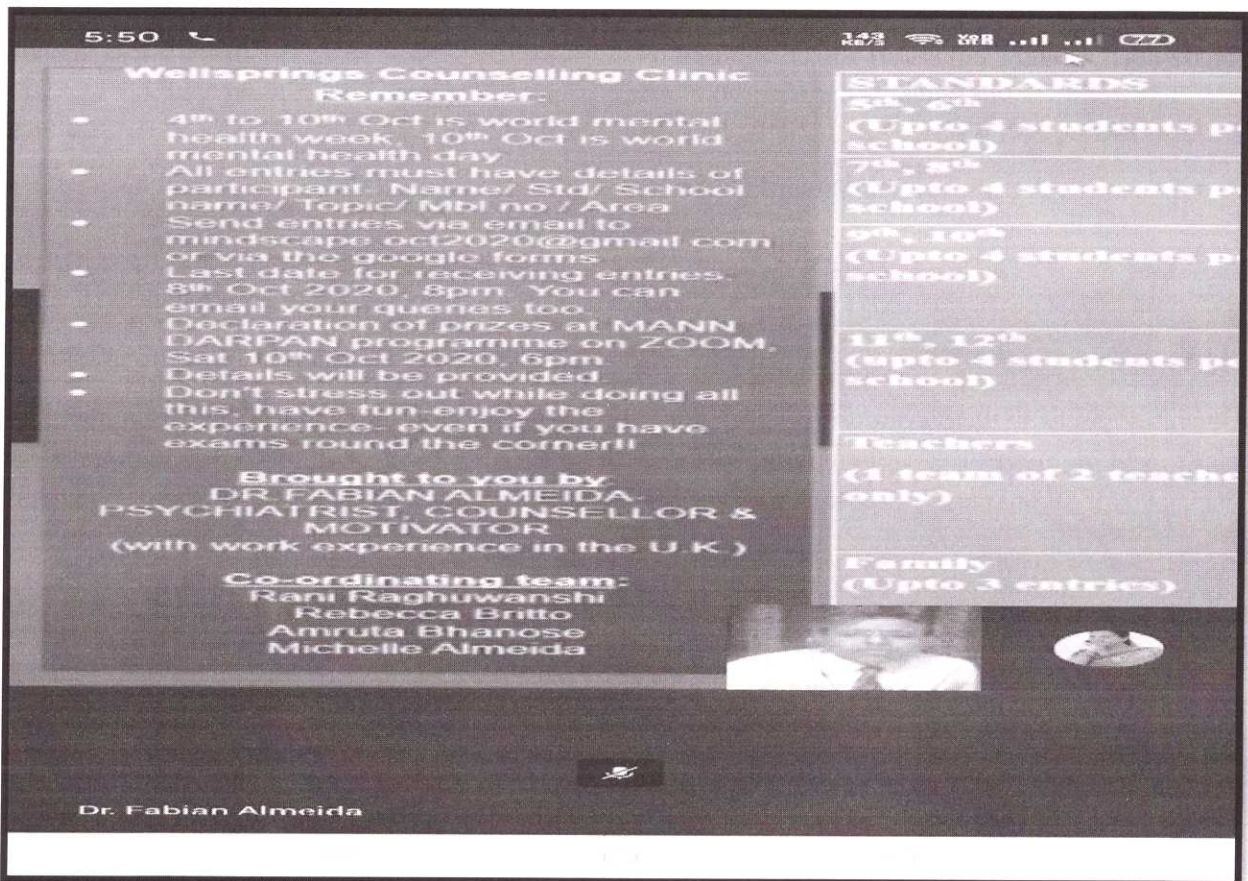 5:50
143
KB/S
Vo
LTE
Wellsprings Counselling Clinic
Remember:
• 4th to 10th Oct is world mental
health week, 10th Oct is world
mental health day
• All entries must have details of
participant- Name/ Std/ School
name/ Topic/ Mbl no / Area
• Send entries via email to
mindscape.oct2020@gmail.com
or via the google forms
• Last date for receiving entries-
8th Oct 2020, 8pm. You can
email your queries too.
• Declaration of prizes at MANN
DARPAN programme on ZOOM,
Sat 10th Oct 2020, 6pm
• Details will be provided
• Don't stress out while doing all
this, have fun-enjoy the
experience- even if you have
exams round the corner!!
Brought to you by
DR.FABIAN ALMEIDA-
PSYCHIATRIST, COUNSELLOR &
MOTIVATOR
(with work experience in the U.K.)
Co-ordinating team:
Rani Raghuwanshi
Rebecca Britto
Amruta Bhanose
Michelle Almeida
STANDARDS
5th, 6th
(Upto 4 students p
school)
7th, 8th
(Upto 4 students p
school)
9th, 10th
(Upto 4 students p
school)
11th, 12th
(upto 4 students p
school)
Teachers
(1 team of 2 teache
only)
Family
(Upto 3 entries)
Dr. Fabian Almeida